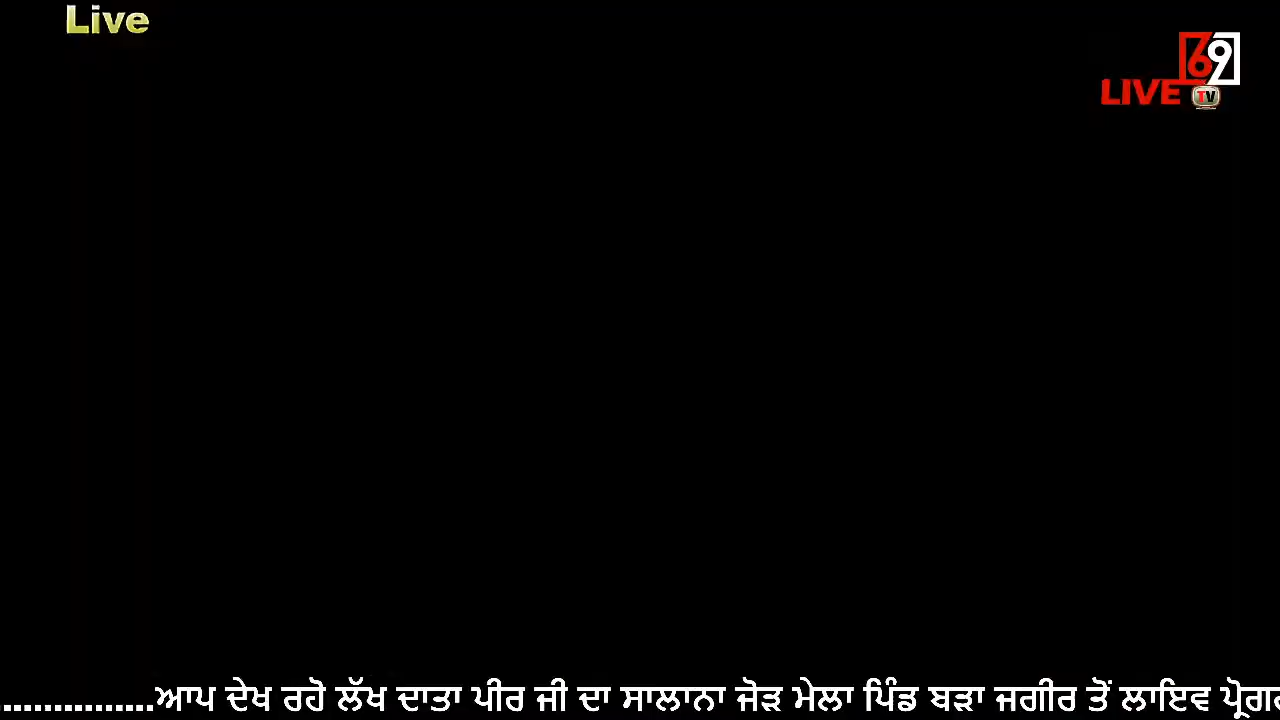 Live
69
LIVE TV
...............ਆਪ ਦੇਖ ਰਹੋ ਲੱਖ ਦਾਤਾ ਪੀਰ ਜੀ ਦਾ ਸਾਲਾਨਾ ਜੋੜ ਮੇਲਾ ਪਿੰਡ ਬੜਾ ਜਗੀਰ ਤੋਂ ਲਾਇਵ